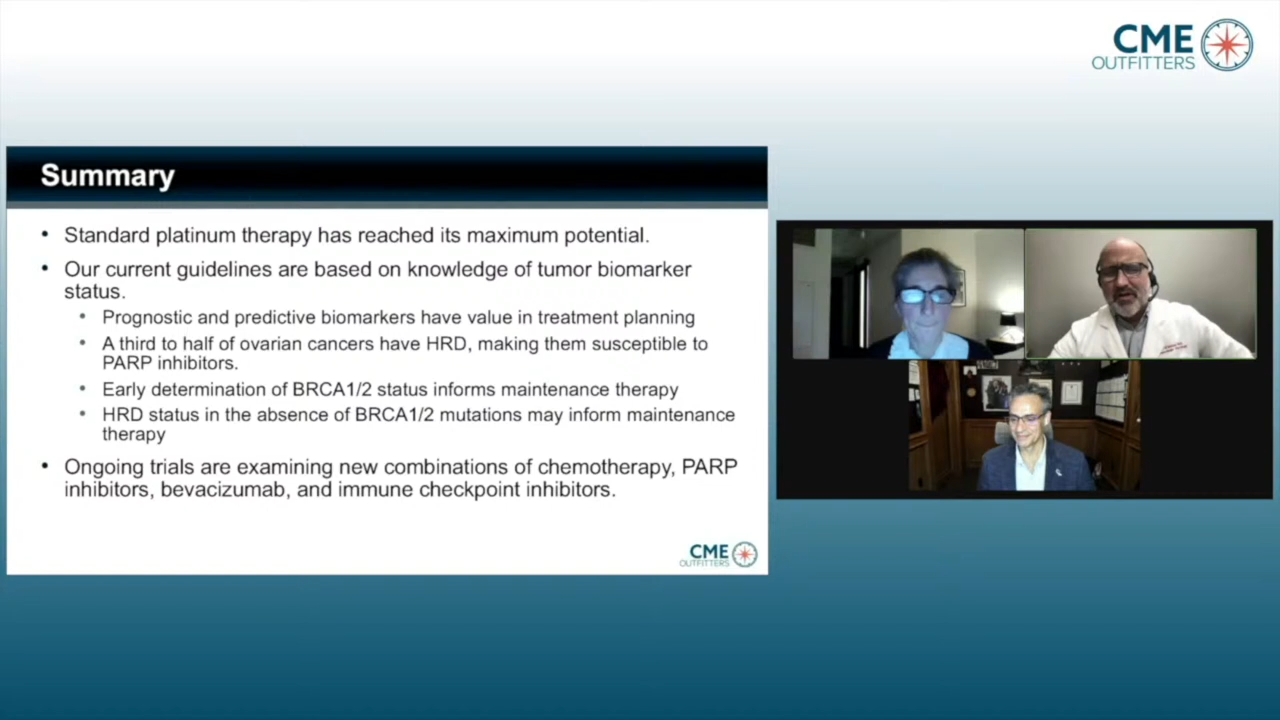 CME
OUTFITTERS
Summary
• Standard platinum therapy has reached its maximum potential.
• Our current guidelines are based on knowledge of tumor biomarker
status.
• Prognostic and predictive biomarkers have value in treatment planning
• A third to half of ovarian cancers have HRD, making them susceptible to
PARP inhibitors.
• Early determination of BRCA1/2 status informs maintenance therapy
• HRD status in the absence of BRCA1/2 mutations may inform maintenance
therapy
• Ongoing trials are examining new combinations of chemotherapy, PARP
inhibitors, bevacizumab, and immune checkpoint inhibitors.
CME
OUTFITTERS